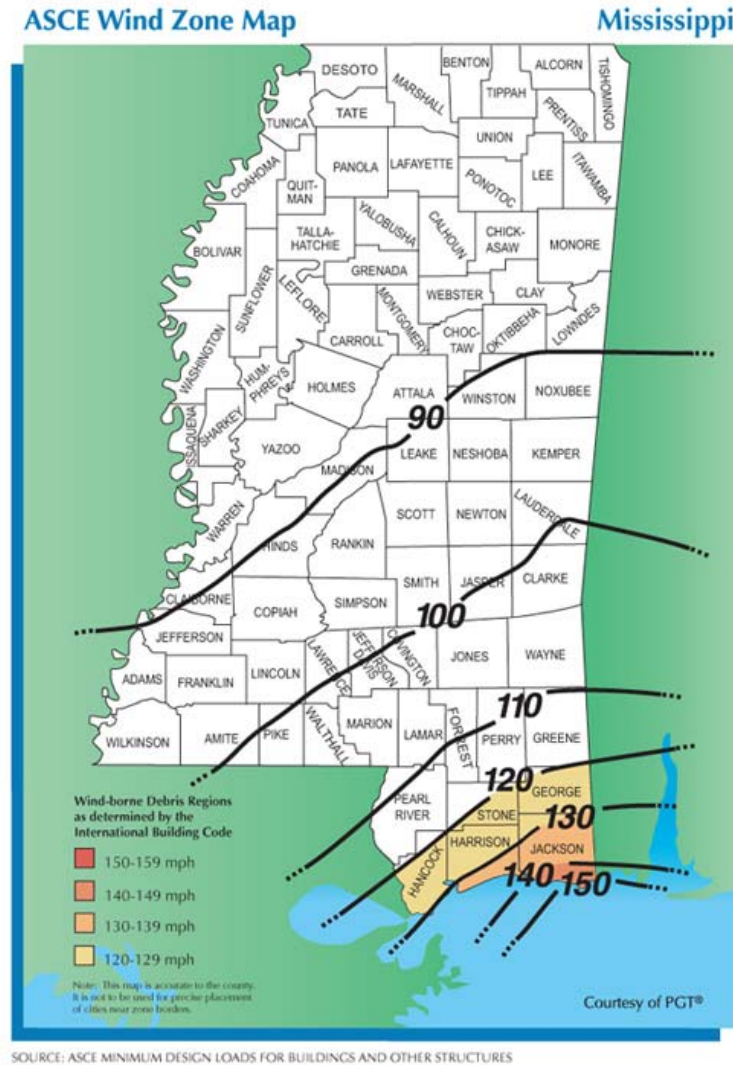 ASCE Wind Zone Map
Mississippi
DESOTO
BENTON
ALCORN
TISHOMINGO
MARSHALL
TIPPAH
PRENTISS
TUNICA
TATE
UNION
COAHOMA
QUIT-
MAN
PANOLA
LAFAYETTE
PONOTOC
LEE
ITAWAMBA
BOLIVAR
TALLA-
HATCHIE
YALOBUSHA
CALHOUN
CHICK-
ASAW
MONORE
SUNFLOWER
LEFLORE
GRENADA
WEBSTER
CLAY
MONTGOMERY
WASHINGTON
CARROLL
CHOC-
TAW
OKTIBBEHA
LOWNDES
HUM-
PHREYS
HOLMES
ATTALA
WINSTON
NOXUBEE
90
ISSAQUENA
SHARKEY
YAZOO
MADISON
LEAKE
NESHOBA
KEMPER
WARREN
HINDS
RANKIN
SCOTT
NEWTON
LAUDERDALE
CLAIBORNE
COPIAH
SIMPSON
SMITH
JASPER
CLARKE
100
JEFFERSON
LAWRENCE
JEFFERSON
DAVIS
COVINGTON
JONES
WAYNE
ADAMS
FRANKLIN
LINCOLN
110
WILKINSON
AMITE
PIKE
WALTHALL
MARION
LAMAR
FORREST
PERRY
GREENE
120
PEARL
RIVER
STONE
GEORGE
130
HANCOCK
HARRISON
JACKSON
140
150
Wind-borne Debris Regions
as determined by the
International Building Code
150-159 mph
140-149 mph
130-139 mph
120-129 mph
Note: This map is accurate to the county.
It is not to be used for precise placement
of cities near zone borders.
Courtesy of PGT®
SOURCE: ASCE MINIMUM DESIGN LOADS FOR BUILDINGS AND OTHER STRUCTURES